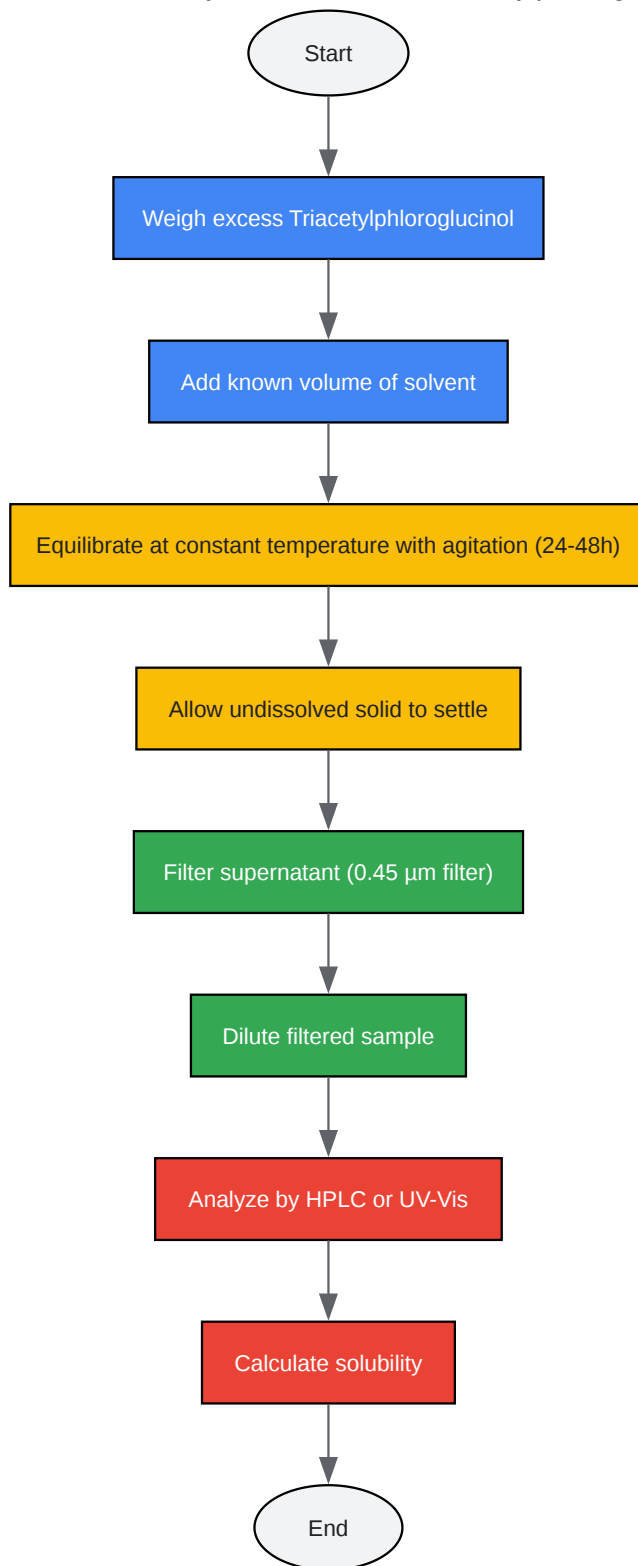 Start
Weigh excess Triacetylphloroglucinol
Add known volume of solvent
Equilibrate at constant temperature with agitation (24-48h)
Allow undissolved solid to settle
Filter supernatant (0.45 µm filter)
Dilute filtered sample
Analyze by HPLC or UV-Vis
Calculate solubility
End